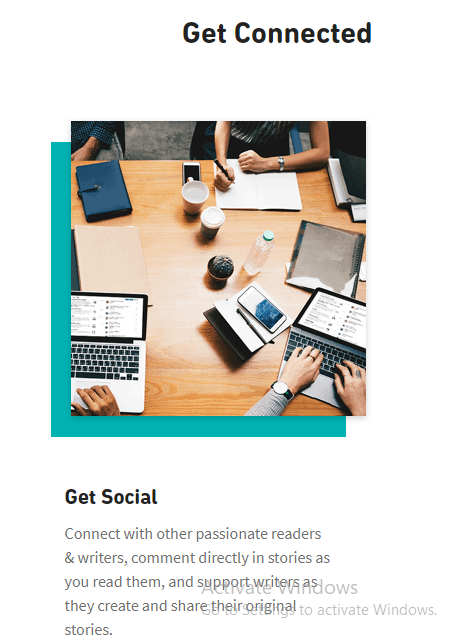 Get Connected
Get Social
Connect with other passionate readers
& writers, comment directly in stories as
you read them, and support writers as
they create and share their original
stories.
Activate Windows
Go to Settings to activate Windows.